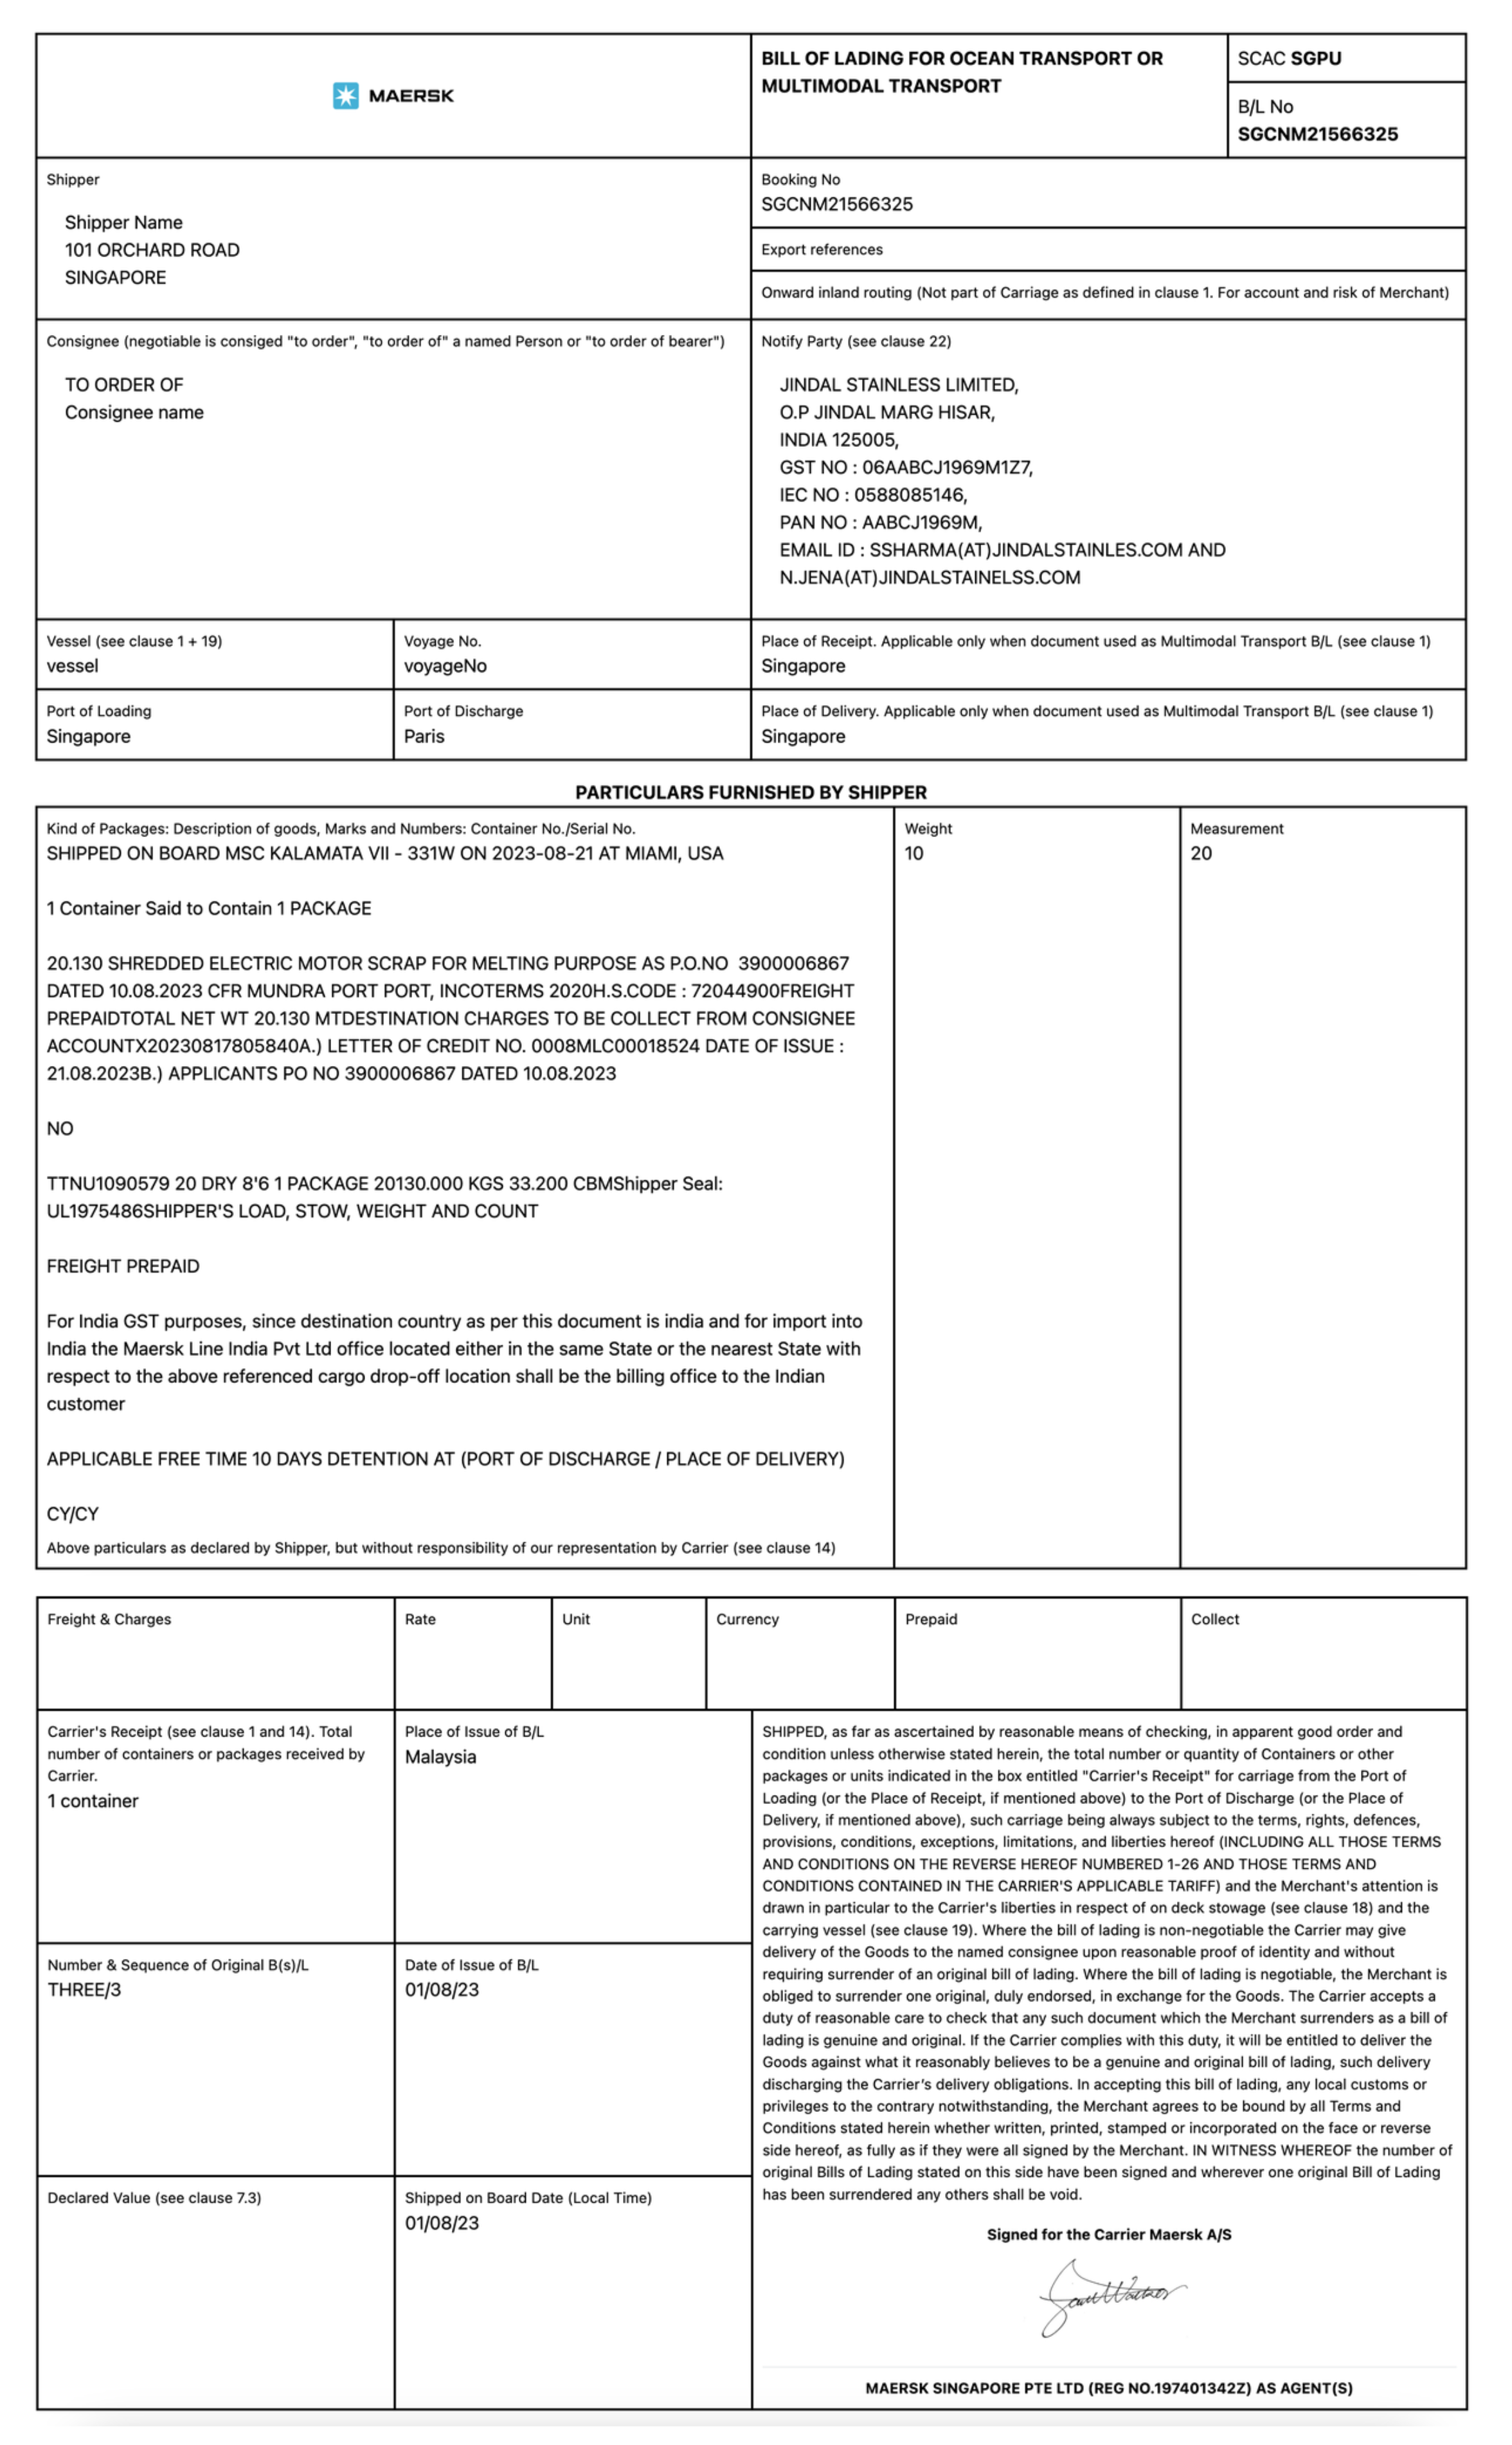 MAERSK
BILL OF LADING FOR OCEAN TRANSPORT OR
MULTIMODAL TRANSPORT
SCAC SGPU
B/L No
SGCNM21566325
Shipper
Shipper Name
101 ORCHARD ROAD
SINGAPORE
Booking No
SGCNM21566325
Export references
Onward inland routing (Not part of Carriage as defined in clause 1. For account and risk of Merchant)
Consignee (negotiable is consiged "to order", "to order of" a named Person or "to order of bearer")
TO ORDER OF
Consignee name
Notify Party (see clause 22)
JINDAL STAINLESS LIMITED,
O.P JINDAL MARG HISAR,
INDIA 125005,
GST NO : 06AABCJ1969M1Z7,
IEC NO : 0588085146,
PAN NO : AABCJ1969M,
EMAIL ID : SSHARMA(AT)JINDALSTAINLES.COM AND
N.JENA(AT)JINDALSTAINELSS.COM
Vessel (see clause 1 + 19)
vessel
Voyage No.
voyageNo
Place of Receipt. Applicable only when document used as Multimodal Transport B/L (see clause 1)
Singapore
Port of Loading
Singapore
Port of Discharge
Paris
Place of Delivery. Applicable only when document used as Multimodal Transport B/L (see clause 1)
Singapore
PARTICULARS FURNISHED BY SHIPPER
Kind of Packages: Description of goods, Marks and Numbers: Container No./Serial No.
SHIPPED ON BOARD MSC KALAMATA VII - 331W ON 2023-08-21 AT MIAMI, USA
1 Container Said to Contain 1 PACKAGE
20.130 SHREDDED ELECTRIC MOTOR SCRAP FOR MELTING PURPOSE AS P.O.NO 3900006867
DATED 10.08.2023 CFR MUNDRA PORT PORT, INCOTERMS 2020H.S.CODE : 72044900FREIGHT
PREPAIDTOTAL NET WT 20.130 MTDESTINATION CHARGES TO BE COLLECT FROM CONSIGNEE
ACCOUNTX20230817805840A.) LETTER OF CREDIT NO. 0008MLC00018524 DATE OF ISSUE :
21.08.2023B.) APPLICANTS PO NO 3900006867 DATED 10.08.2023
NO
TTNU1090579 20 DRY 8'6 1 PACKAGE 20130.000 KGS 33.200 CBMShipper Seal:
UL1975486SHIPPER'S LOAD, STOW, WEIGHT AND COUNT
FREIGHT PREPAID
For India GST purposes, since destination country as per this document is india and for import into
India the Maersk Line India Pvt Ltd office located either in the same State or the nearest State with
respect to the above referenced cargo drop-off location shall be the billing office to the Indian
customer
APPLICABLE FREE TIME 10 DAYS DETENTION AT (PORT OF DISCHARGE / PLACE OF DELIVERY)
CY/CY
Above particulars as declared by Shipper, but without responsibility of our representation by Carrier (see clause 14)
Weight
10
Measurement
20
Freight & Charges
Rate
Unit
Currency
Prepaid
Collect
Carrier's Receipt (see clause 1 and 14). Total
number of containers or packages received by
Carrier.
1 container
Place of Issue of B/L
Malaysia
Number & Sequence of Original B(s)/L
THREE/3
Date of Issue of B/L
01/08/23
Declared Value (see clause 7.3)
Shipped on Board Date (Local Time)
01/08/23
SHIPPED, as far as ascertained by reasonable means of checking, in apparent good order and
condition unless otherwise stated herein, the total number or quantity of Containers or other
packages or units indicated in the box entitled "Carrier's Receipt" for carriage from the Port of
Loading (or the Place of Receipt, if mentioned above) to the Port of Discharge (or the Place of
Delivery, if mentioned above), such carriage being always subject to the terms, rights, defences,
provisions, conditions, exceptions, limitations, and liberties hereof (INCLUDING ALL THOSE TERMS
AND CONDITIONS ON THE REVERSE HEREOF NUMBERED 1-26 AND THOSE TERMS AND
CONDITIONS CONTAINED IN THE CARRIER'S APPLICABLE TARIFF) and the Merchant's attention is
drawn in particular to the Carrier's liberties in respect of on deck stowage (see clause 18) and the
carrying vessel (see clause 19). Where the bill of lading is non-negotiable the Carrier may give
delivery of the Goods to the named consignee upon reasonable proof of identity and without
requiring surrender of an original bill of lading. Where the bill of lading is negotiable, the Merchant is
obliged to surrender one original, duly endorsed, in exchange for the Goods. The Carrier accepts a
duty of reasonable care to check that any such document which the Merchant surrenders as a bill of
lading is genuine and original. If the Carrier complies with this duty, it will be entitled to deliver the
Goods against what it reasonably believes to be a genuine and original bill of lading, such delivery
discharging the Carrier’s delivery obligations. In accepting this bill of lading, any local customs or
privileges to the contrary notwithstanding, the Merchant agrees to be bound by all Terms and
Conditions stated herein whether written, printed, stamped or incorporated on the face or reverse
side hereof, as fully as if they were all signed by the Merchant. IN WITNESS WHEREOF the number of
original Bills of Lading stated on this side have been signed and wherever one original Bill of Lading
has been surrendered any others shall be void.
Signed for the Carrier Maersk A/S
MAERSK SINGAPORE PTE LTD (REG NO.197401342Z) AS AGENT(S)